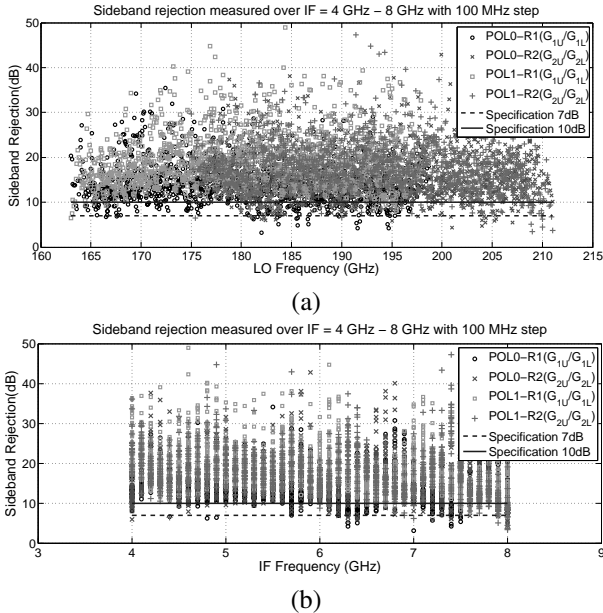 Sideband rejection measured over IF = 4 GHz − 8 GHz with 100 MHz step
Sideband Rejection(dB)
50
40
30
20
10
0
160
165
170
175
180
185
190
195
200
205
210
215
LO Frequency (GHz)
POL0−R1(G1U/G1L)
POL0−R2(G2U/G2L)
POL1−R1(G1U/G1L)
POL1−R2(G2U/G2L)
Specification 7dB
Specification 10dB
(a)
Sideband rejection measured over IF = 4 GHz − 8 GHz with 100 MHz step
Sideband Rejection(dB)
50
40
30
20
10
0
3
4
5
6
7
8
9
IF Frequency (GHz)
POL0−R1(G1U/G1L)
POL0−R2(G2U/G2L)
POL1−R1(G1U/G1L)
POL1−R2(G2U/G2L)
Specification 7dB
Specification 10dB
(b)